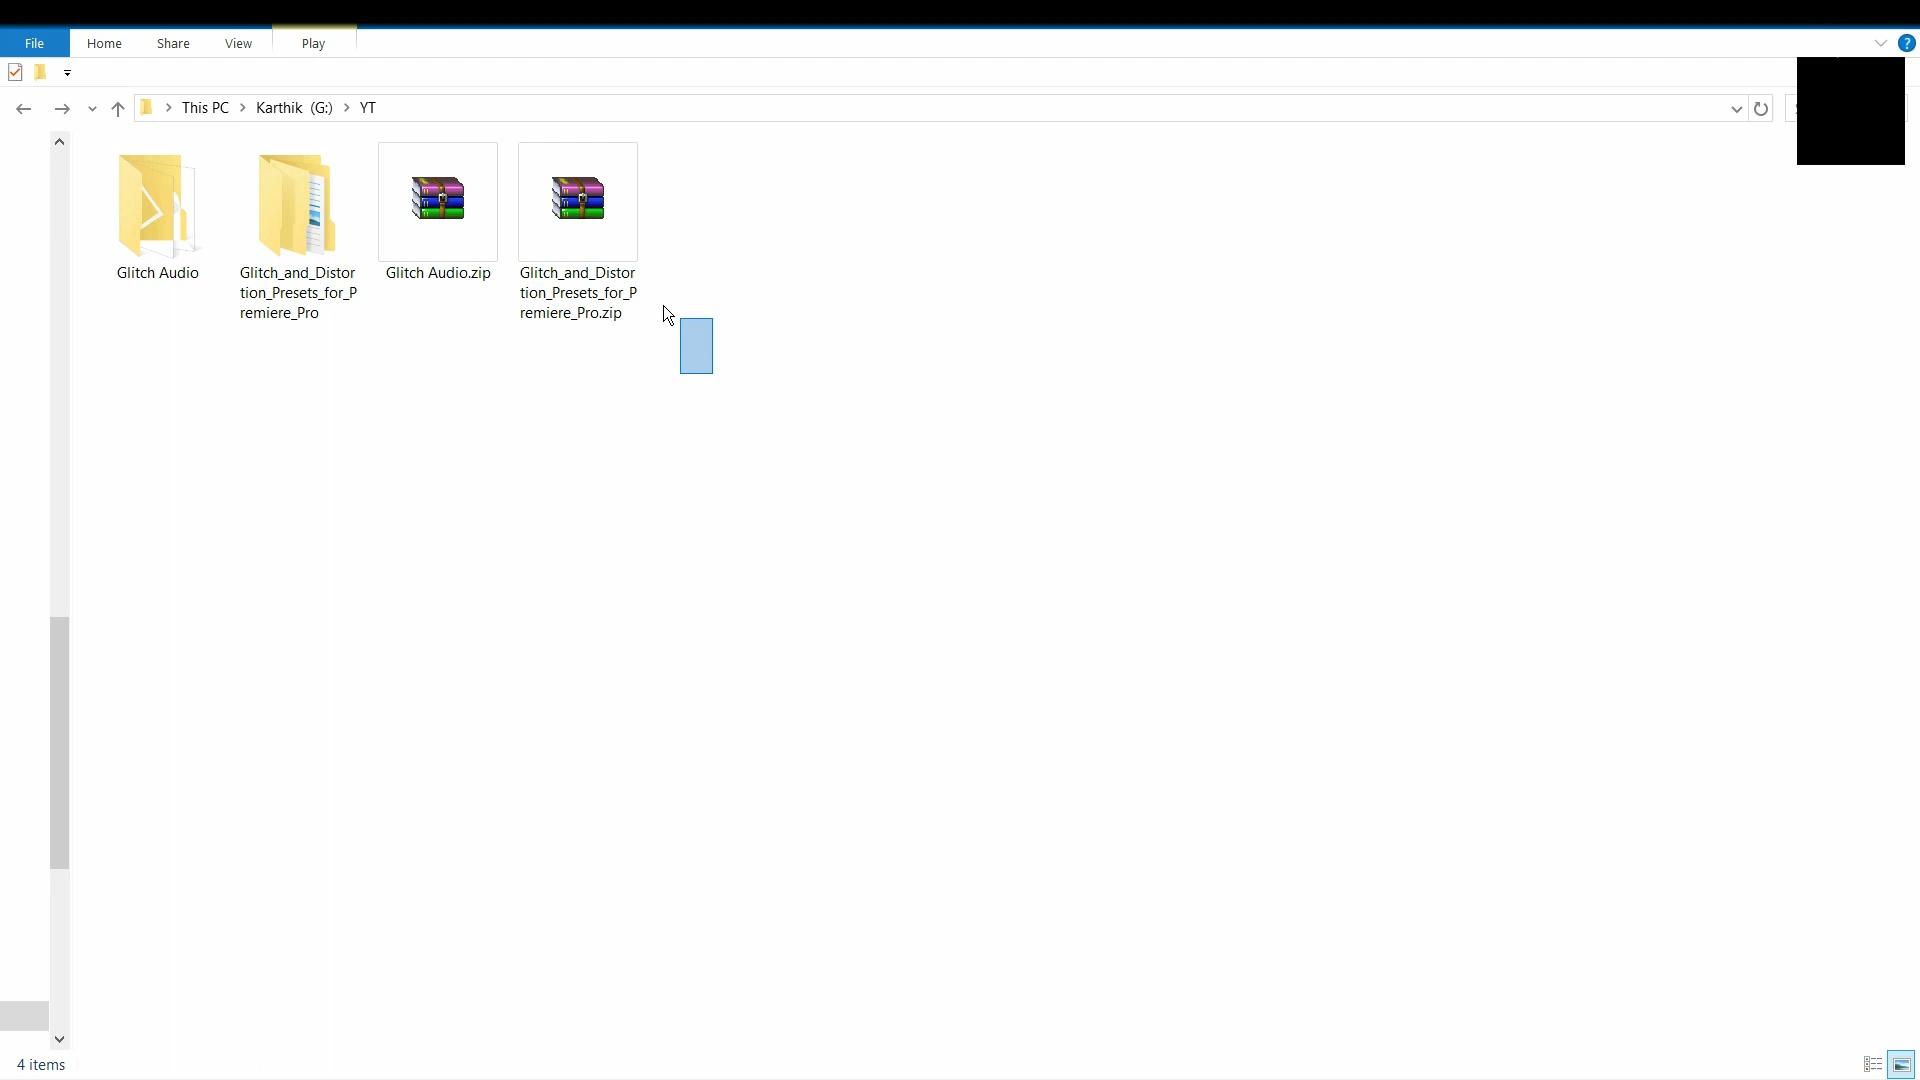 File Home Share View Play
?
This PC Karthik (G:) YT
Glitch Audio
Glitch_and_Distor
tion_Presets_for_P
remiere_Pro
Glitch Audio.zip
Glitch_and_Distor
tion_Presets_for_P
remiere_Pro.zip
4 items